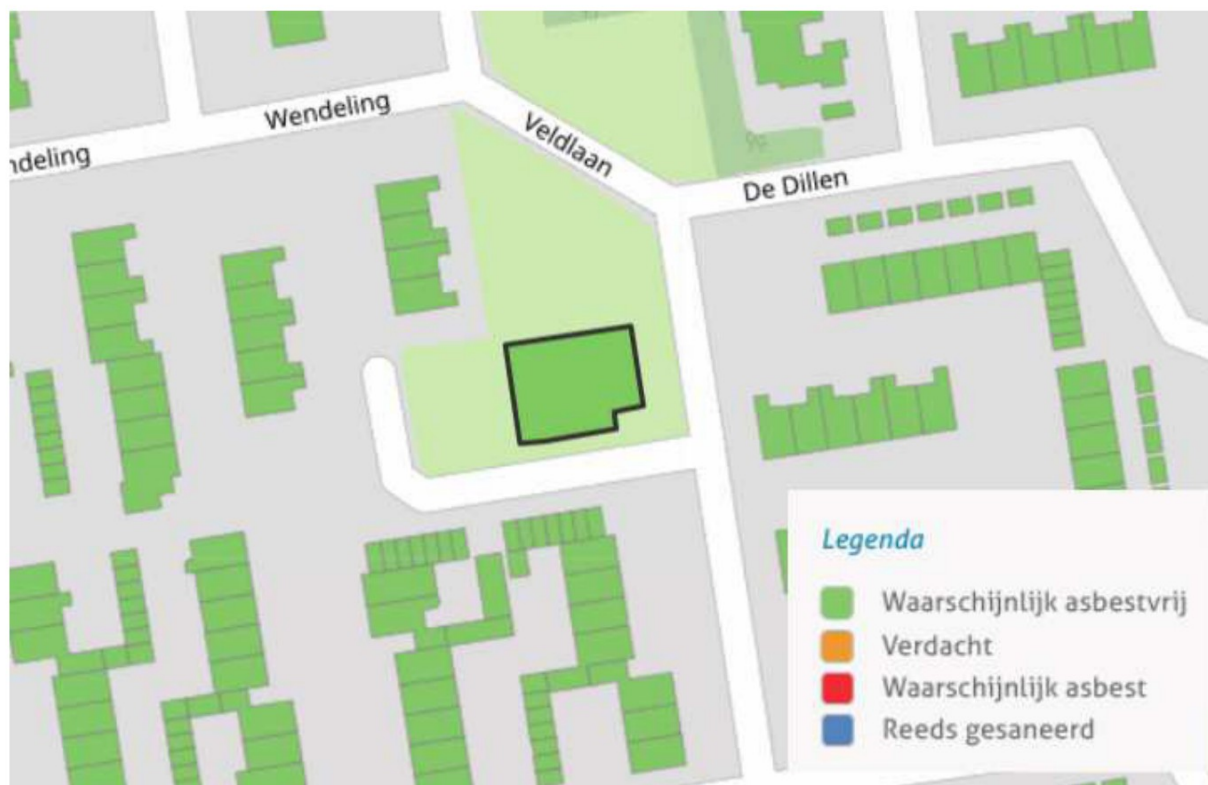 Wendeling
ndeling
Veldlaan
De Dillen
Legenda
Waarschijnlijk asbestvrij
Verdacht
Waarschijnlijk asbest
Reeds gesaneerd